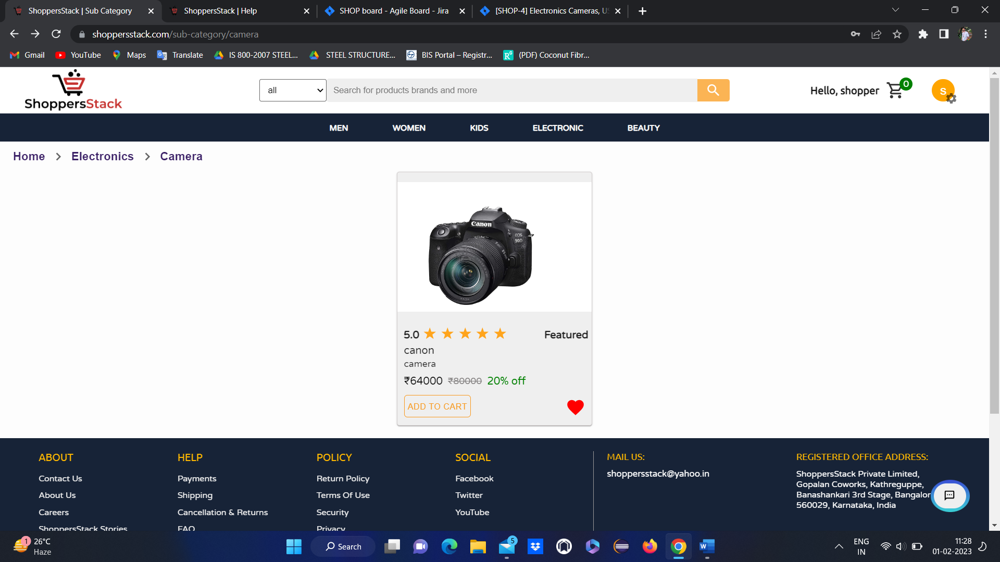 ShoppersStack | Sub Category
ShoppersStack | Help
SHOP board - Agile Board - Jira
[SHOP-4] Electronics Cameras, US
shoppersstack.com/sub-category/camera
Gmail
YouTube
Maps
Translate
IS 800-2007 STEEL...
STEEL STRUCTURE...
BIS Portal – Registr...
(PDF) Coconut Fibr...
ShoppersStack
all
Search for products brands and more
Hello, shopper
0
S
MEN
WOMEN
KIDS
ELECTRONIC
BEAUTY
Home > Electronics > Camera
Canon
EOS
90D
5.0
Featured
canon
camera
₹64000 ₹80000 20% off
ADD TO CART
ABOUT
Contact Us
About Us
Careers
ShoppersStack Stories
HELP
Payments
Shipping
Cancellation & Returns
FAQ
POLICY
Return Policy
Terms Of Use
Security
Privacy
SOCIAL
Facebook
Twitter
YouTube
MAIL US:
shoppersstack@yahoo.in
REGISTERED OFFICE ADDRESS:
ShoppersStack Private Limited,
Gopalan Coworks, Kathreguppe,
Banashankari 3rd Stage, Bangalor
560029, Karnataka, India
1
26°C
Haze
Search
5
ENG
IN
11:28
01-02-2023